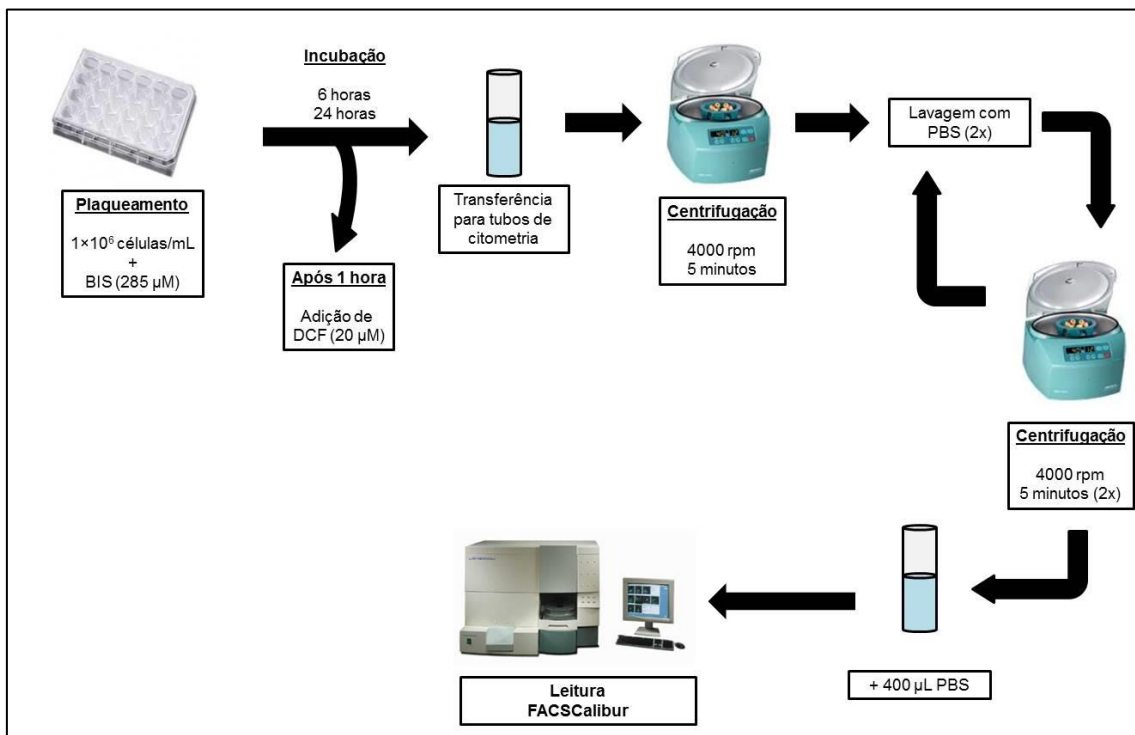 Incubação
6 horas
24 horas
Plaqueamento
1×10⁶ células/mL
+
BIS (285 µM)
Após 1 hora
Adição de
DCF (20 µM)
Transferência
para tubos de
citometria
Centrifugação
4000 rpm
5 minutos
Lavagem com
PBS (2x)
Centrifugação
4000 rpm
5 minutos (2x)
+ 400 µL PBS
Leitura
FACSCalibur